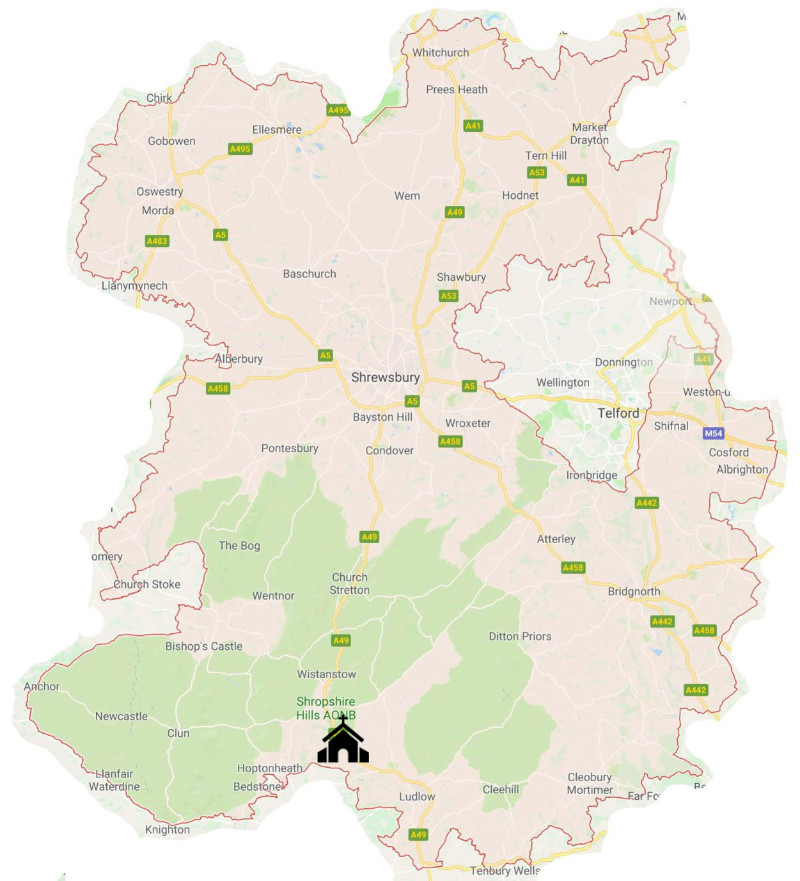 M
Whitchurch
Chirk
Prees Heath
A495
A41
Ellesmere
Market
Drayton
Gobowen
A495
Tern Hill
A53
A41
Oswestry
Wem
Hodnet
Morda
A49
A5
A483
Baschurch
Shawbury
Llanymynech
A53
Newport
Alberbury
A5
Donnington
A41
Shrewsbury
Wellington
A458
A5
Weston-u
A5
Telford
Bayston Hill
Wroxeter
Shifnal
M54
A458
Pontesbury
Condover
Cosford
Albrighton
Ironbridge
A442
A49
Atterley
The Bog
omery
A458
Church
Stretton
Church Stoke
Wentnor
Bridgnorth
A442
A458
Bishop's Castle
A49
Ditton Priors
Wistanstow
Anchor
A442
Shropshire
Hills AONB
Newcastle
Clun
Hoptonheath
Llanfair
Waterdine
Bedstone
Cleobury
Mortimer
Ludlow
Cleehill
Far Fo
Knighton
A49
Tenbury Wells